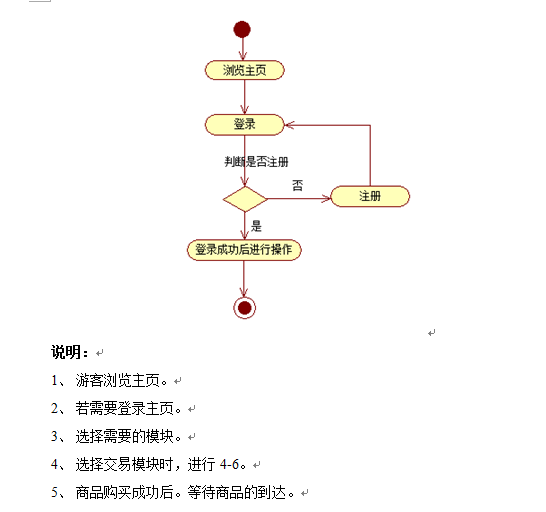 浏览主页
登录
判断是否注册
否
注册
是
登录成功后进行操作
说明：
1、 游客浏览主页。
2、 若需要登录主页。
3、 选择需要的模块。
4、 选择交易模块时，进行 4-6。
5、 商品购买成功后。等待商品的到达。